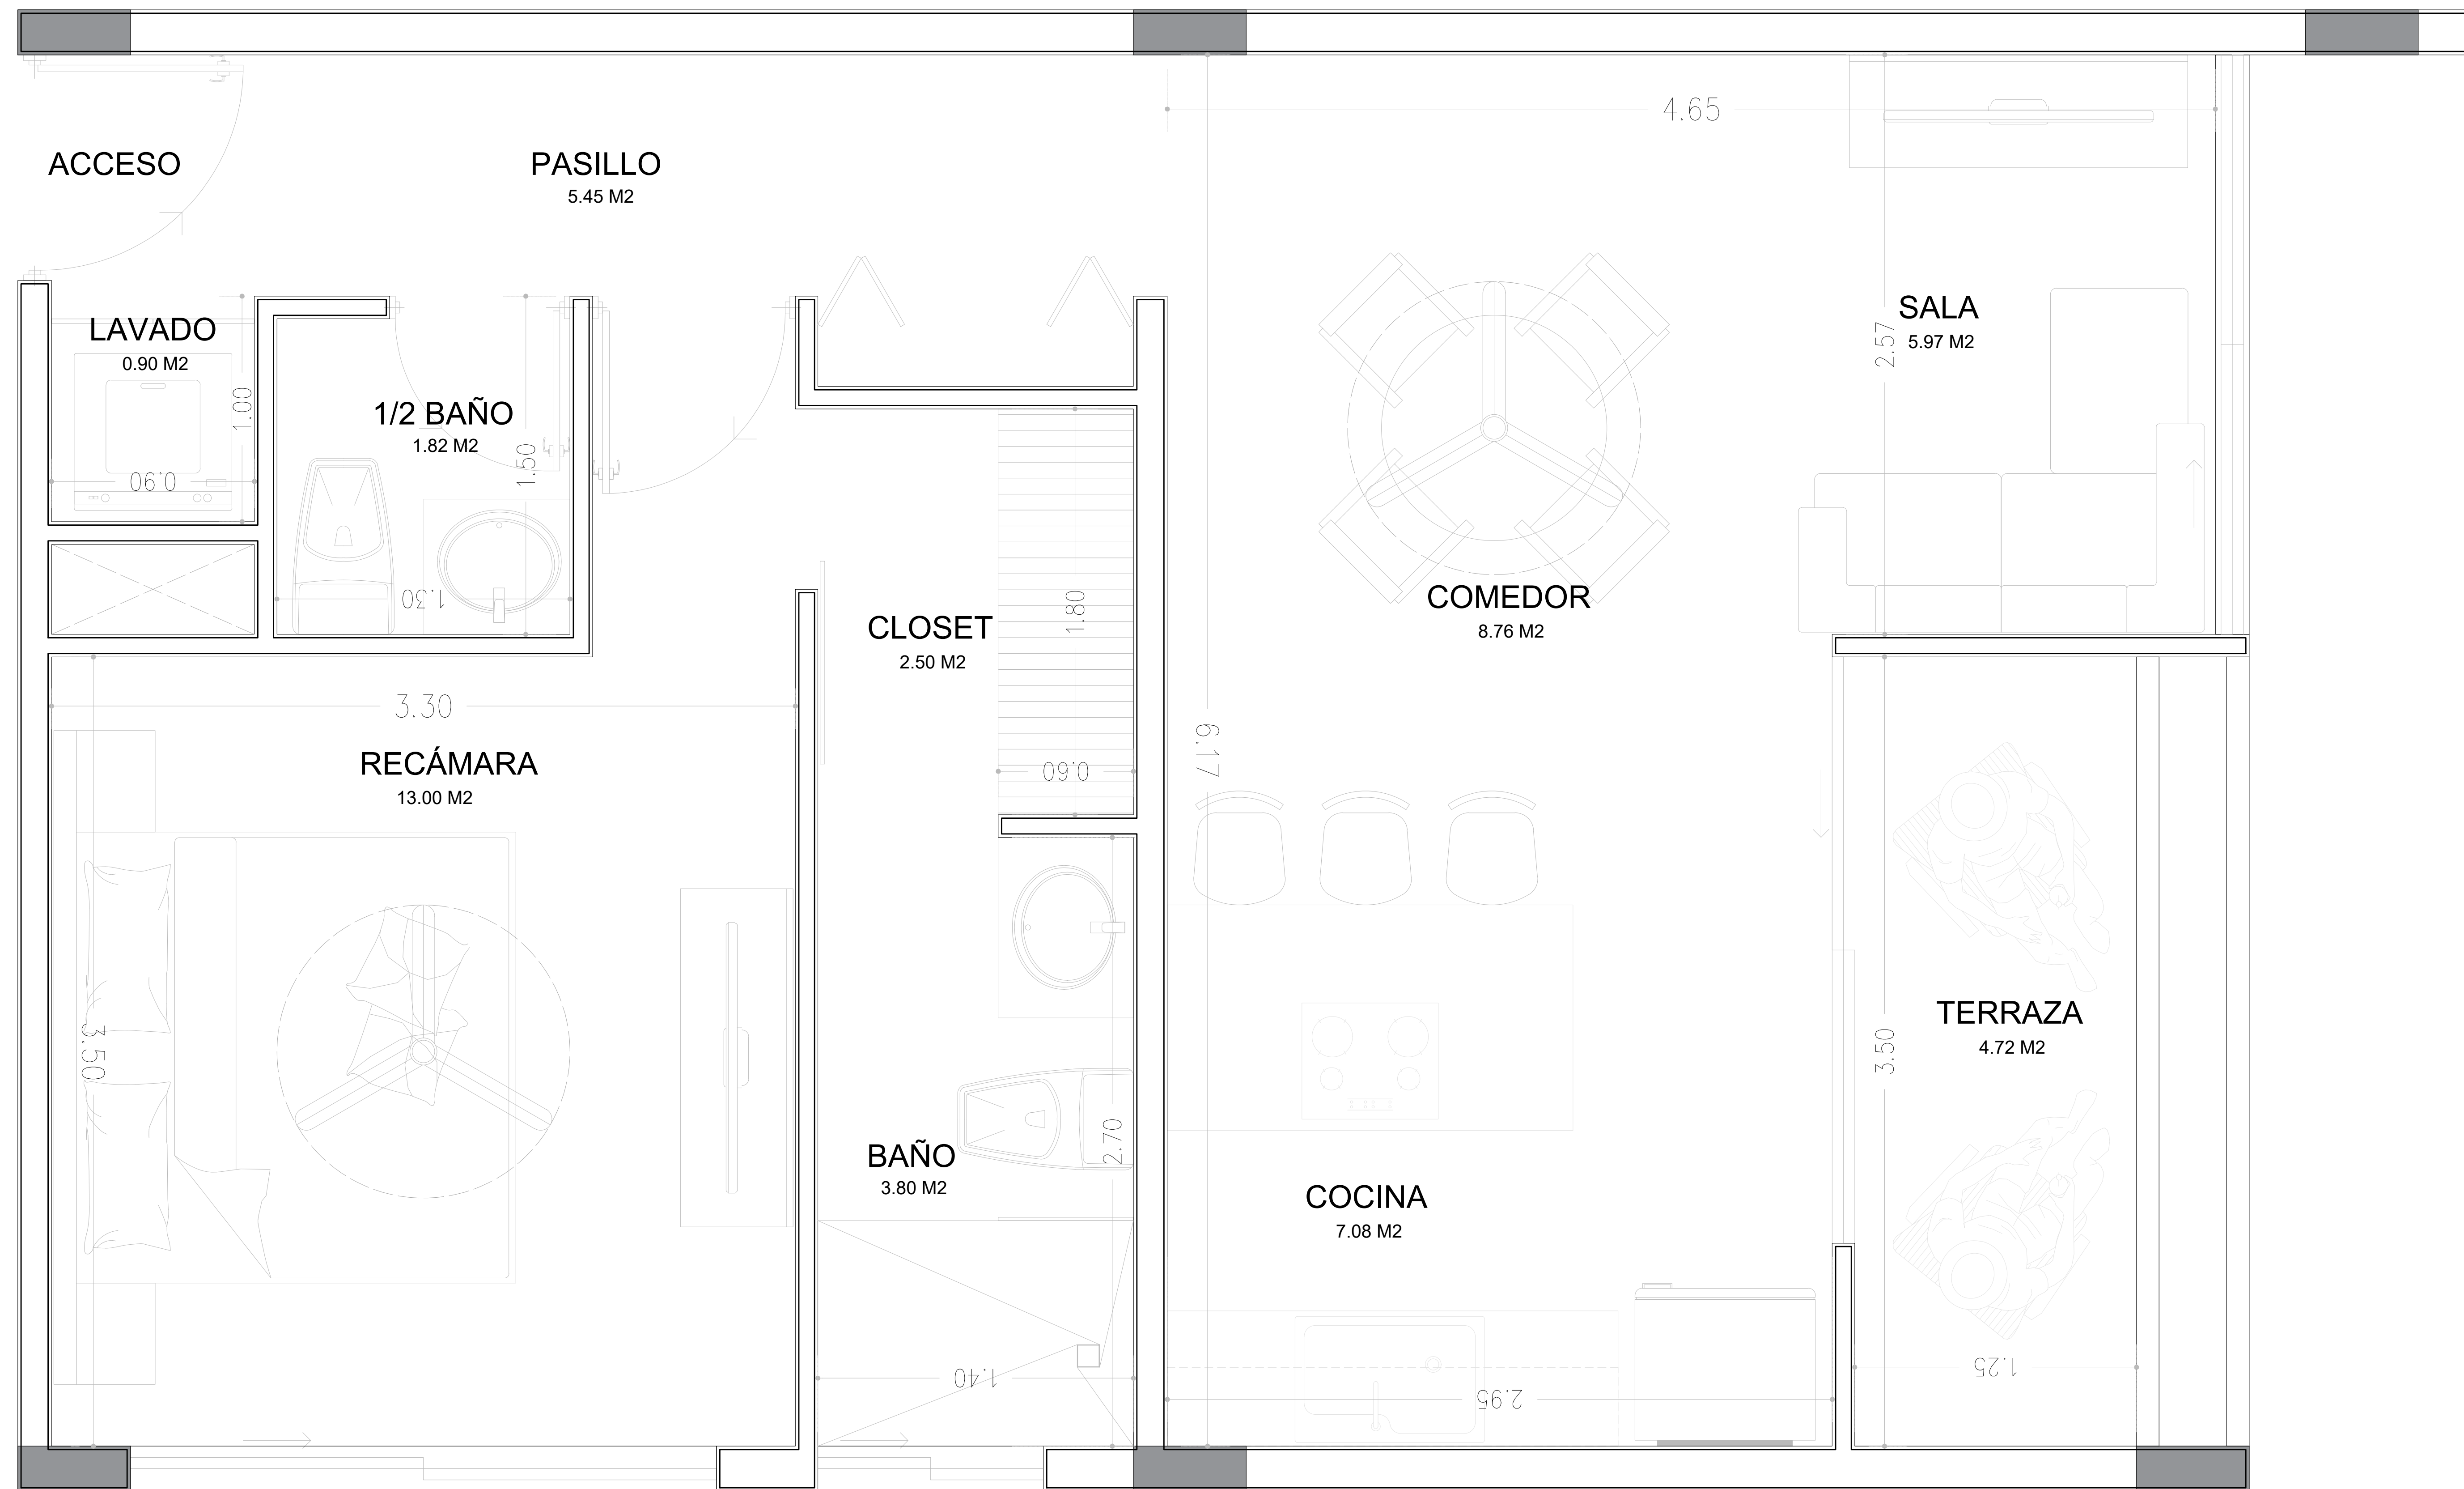 4.65
ACCESO
PASILLO
5.45 M2
SALA
5.97 M2
2.57
LAVADO
0.90 M2
1.00
0.90
1/2 BAÑO
1.82 M2
1.50
1.30
CLOSET
2.50 M2
1.80
0.60
COMEDOR
8.76 M2
6.17
3.30
RECÁMARA
13.00 M2
3.50
TERRAZA
4.72 M2
3.50
1.25
BAÑO
3.80 M2
2.70
1.40
COCINA
7.08 M2
2.95